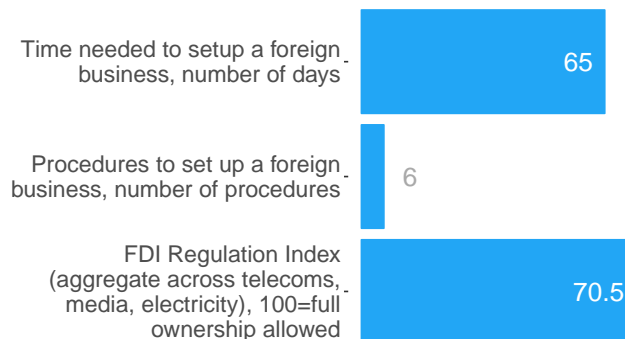 Time needed to setup a foreign
business, number of days
65
Procedures to set up a foreign
business, number of procedures
6
FDI Regulation Index
(aggregate across telecoms,
media, electricity), 100=full
ownership allowed
70.5